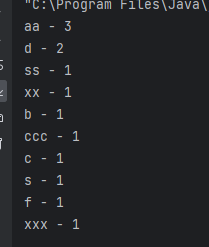 "C:\Program Files\Java\
aa - 3
d - 2
ss - 1
xx - 1
b - 1
ccc - 1
c - 1
s - 1
f - 1
xxx - 1